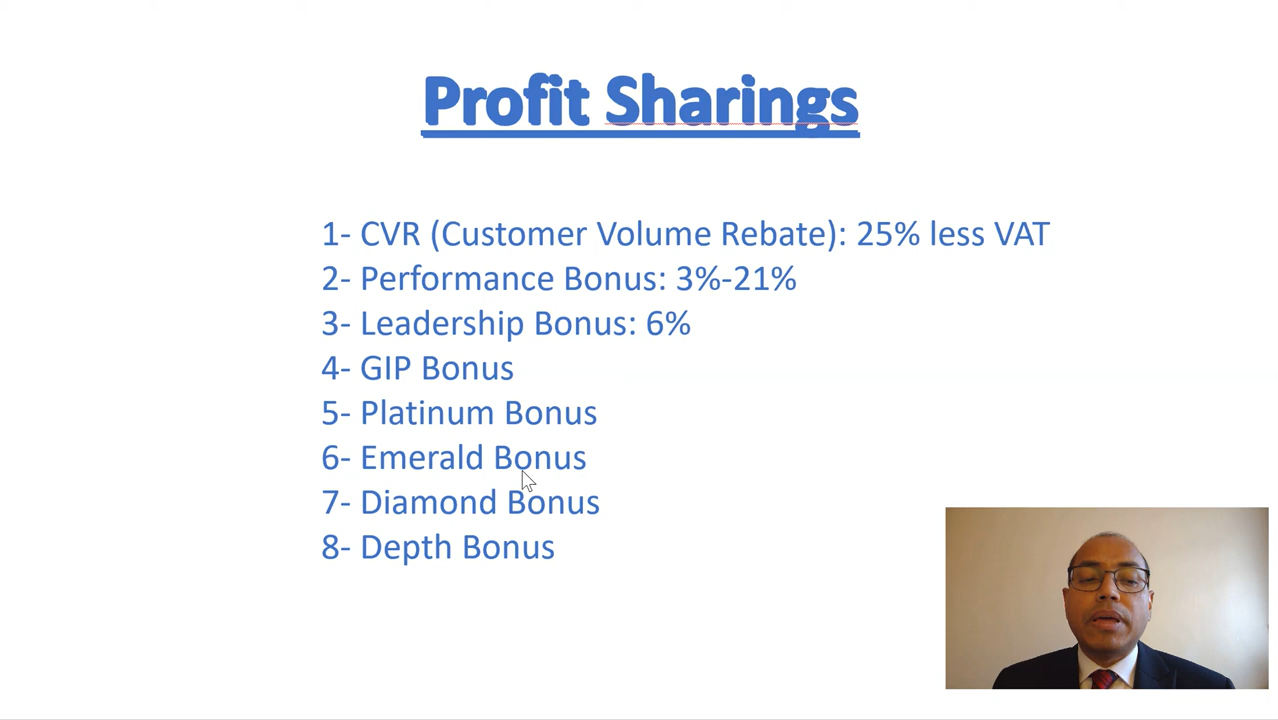 Profit Sharings
1- CVR (Customer Volume Rebate): 25% less VAT
2- Performance Bonus: 3%-21%
3- Leadership Bonus: 6%
4- GIP Bonus
5- Platinum Bonus
6- Emerald Bonus
7- Diamond Bonus
8- Depth Bonus